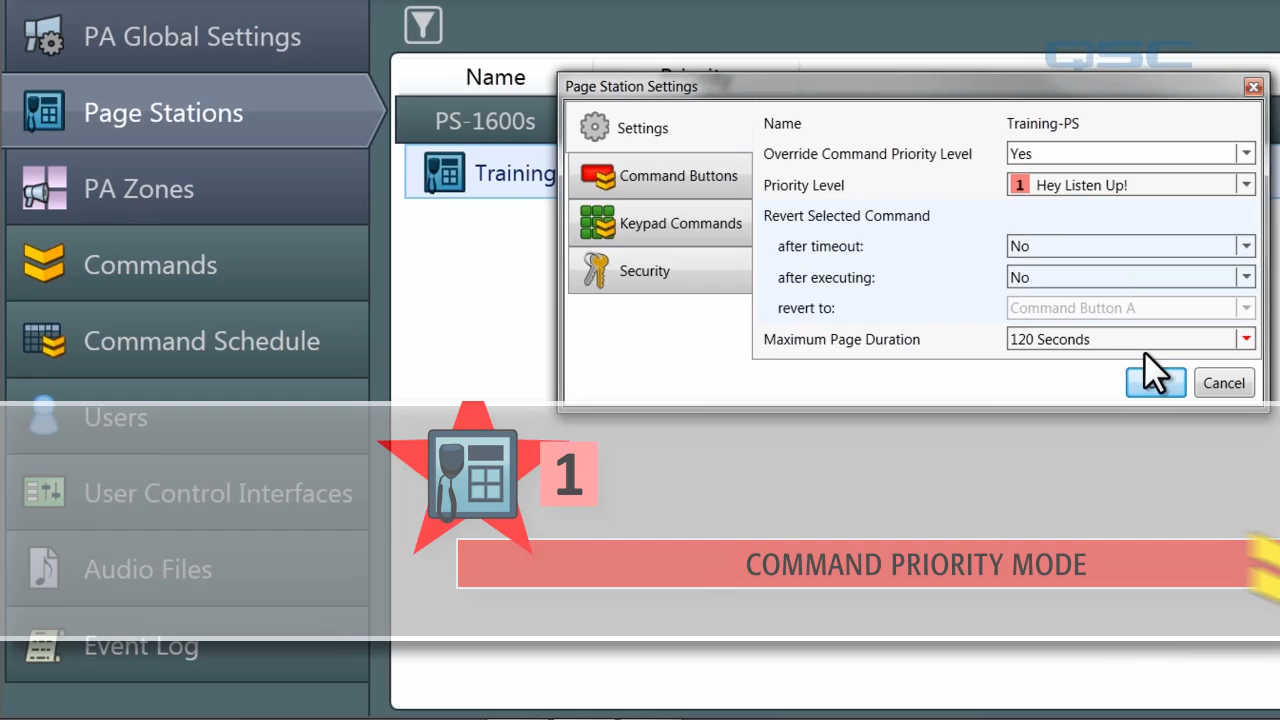 PA Global Settings
Page Stations
PA Zones
Commands
Command Schedule
Users
User Control Interfaces
Audio Files
Event Log
QSC
Name
PS-1600s
Training
Page Station Settings
Settings
Command Buttons
Keypad Commands
Security
Name Training-PS
Override Command Priority Level Yes
Priority Level 1 Hey Listen Up!
Revert Selected Command
after timeout: No
after executing: No
revert to: Command Button A
Maximum Page Duration 120 Seconds
Cancel
1
COMMAND PRIORITY MODE